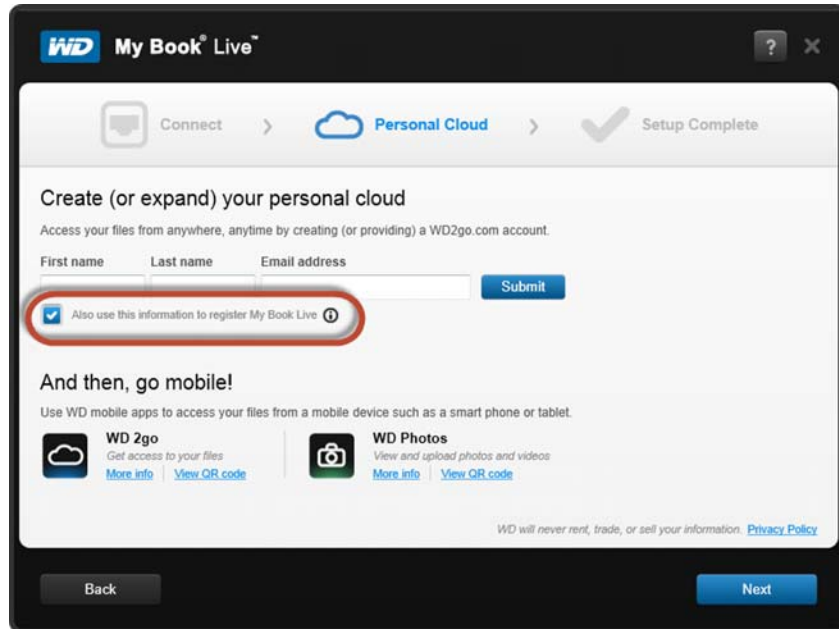 WD My Book® Live™ ?
Connect > Personal Cloud > Setup Complete
Create (or expand) your personal cloud
Access your files from anywhere, anytime by creating (or providing) a WD2go.com account.
First name Last name Email address
Submit
Also use this information to register My Book Live
And then, go mobile!
Use WD mobile apps to access your files from a mobile device such as a smart phone or tablet.
WD 2go
Get access to your files
More info | View QR code
WD Photos
View and upload photos and videos
More info | View QR code
WD will never rent, trade, or sell your information. Privacy Policy
Back Next